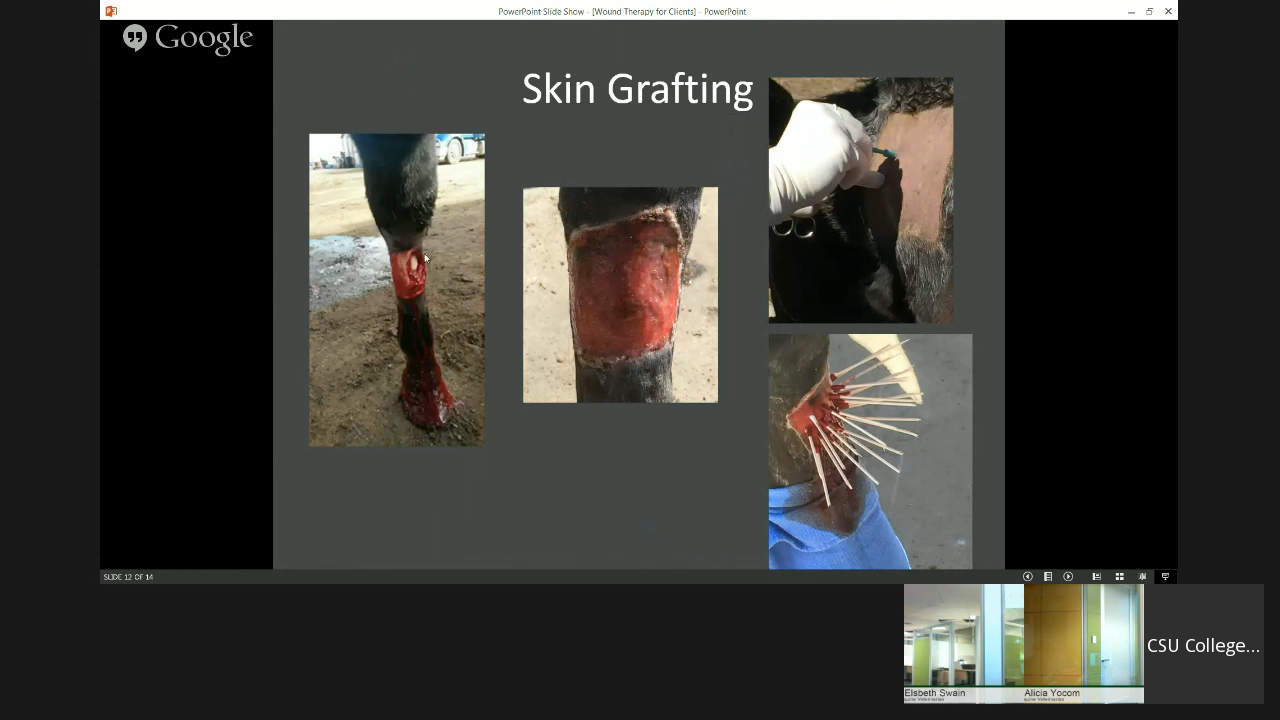 PowerPoint Slide Show - [Wound Therapy for Clients] - PowerPoint
Google
Skin Grafting
SLIDE 12 OF 14
Elsbeth Swain
Alicia Yocom
CSU College...